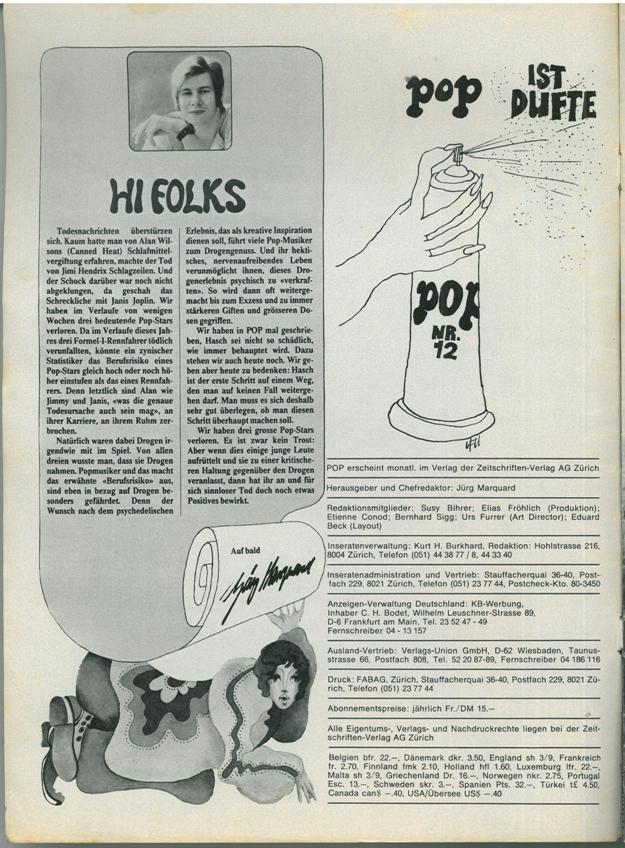 HI FOLKS
Todesnachrichten überstürzen
sich. Kaum hatte man von Alan Wil-
sons (Canned Heat) Schlafmittel-
vergiftung erfahren, machte der Tod
von Jimi Hendrix Schlagzeilen. Und
der Schock darüber war noch nicht
abgeklungen, da geschah das
Schreckliche mit Janis Joplin. Wir
haben im Verlaufe von wenigen
Wochen drei bedeutende Pop-Stars
verloren. Da im Verlaufe dieses Jah-
res drei Formel-I-Rennfahrer tödlich
verunfallten, könnte ein zynischer
Statistiker das Berufsrisiko eines
Pop-Stars gleich hoch oder noch hö-
her einstufen als das eines Rennfah-
rers. Denn letztlich sind Alan wie
Jimmy und Janis, «was die genaue
Todesursache auch sein mag», an
ihrer Karriere, an ihrem Ruhm zer-
brochen.
Natürlich waren dabei Drogen ir-
gendwie mit im Spiel. Von allen
dreien wusste man, dass sie Drogen
nahmen. Popmusiker und das macht
das erwähnte «Berufsrisiko» aus,
sind eben in bezug auf Drogen be-
sonders gefährdet. Denn der
Wunsch nach dem psychedelischen
Erlebnis, das als kreative Inspiration
dienen soll, führt viele Pop-Musiker
zum Drogengenuss. Und ihr hekti-
sches, nervenaufreibendes Leben
verunmöglicht ihnen, dieses Dro-
generlebnis psychisch zu «verkraf-
ten». So wird dann oft weiterge-
macht bis zum Exzess und zu immer
stärkeren Giften und grösseren Do-
sen gegriffen.
Wir haben in POP mal geschrie-
ben, Hasch sei nicht so schädlich,
wie immer behauptet wird. Dazu
stehen wir auch heute noch. Wir ge-
ben aber heute zu bedenken: Hasch
ist der erste Schritt auf einem Weg,
den man auf keinen Fall weiterge-
hen darf. Man muss es sich deshalb
sehr gut überlegen, ob man diesen
Schritt überhaupt machen soll.
Wir haben drei grosse Pop-Stars
verloren. Es ist zwar kein Trost:
Aber wenn dies einige junge Leute
aufrüttelt und sie zu einer kritische-
ren Haltung gegenüber den Drogen
veranlasst, dann hat ihr an und für
sich sinnloser Tod doch noch etwas
Positives bewirkt.
Auf bald
Jürg Marquard
pop IST
DUFTE
POP
NR.
12
POP erscheint monatl. im Verlag der Zeitschriften-Verlag AG Zürich
Herausgeber und Chefredaktor: Jürg Marquard
Redaktionsmitglieder; Susy Bihrer; Elias Fröhlich (Produktion);
Etienne Conod; Bernhard Sigg; Urs Furrer (Art Director); Eduard
Beck (Layout)
Inseratenverwaltung: Kurt H. Burkhard, Redaktion: Hohlstrasse 216,
8004 Zürich, Telefon (051) 44 38 77 / 8, 44 33 40
Inseratenadministration und Vertrieb: Stauffacherquai 36-40, Post-
fach 229, 8021 Zürich, Telefon (051) 23 77 44, Postcheck-Kto. 80-3450
Anzeigen-Verwaltung Deutschland: KB-Werbung,
Inhaber C. H. Bodet, Wilhelm Leuschner-Strasse 89,
D-6 Frankfurt am Main, Tel. 23 52 47 - 49
Fernschreiber 04 - 13 157
Ausland-Vertrieb: Verlags-Union GmbH, D-62 Wiesbaden, Taunus-
strasse 66, Postfach 808, Tel. 52 20 87-89, Fernschreiber 04 186 116
Druck: FABAG, Zürich, Stauffacherquai 36-40, Postfach 229, 8021 Zü-
rich, Telefon (051) 23 77 44
Abonnementspreise: jährlich Fr./DM 15.—
Alle Eigentums-, Verlags- und Nachdruckrechte liegen bei der Zeit-
schriften-Verlag AG Zürich
Belgien bfr. 22.—, Dänemark dkr. 3.50, England sh 3/9, Frankreich
fr. 2.70, Finnland fmk 2.10, Holland hfl 1.60, Luxemburg lfr. 22.—,
Malta sh 3/9, Griechenland Dr. 16.—, Norwegen nkr. 2.75, Portugal
Esc. 13.—, Schweden skr. 3.—, Spanien Pts. 32.—, Türkei t£ 4.50,
Canada can$ —.40, USA/Übersee US$ —.40